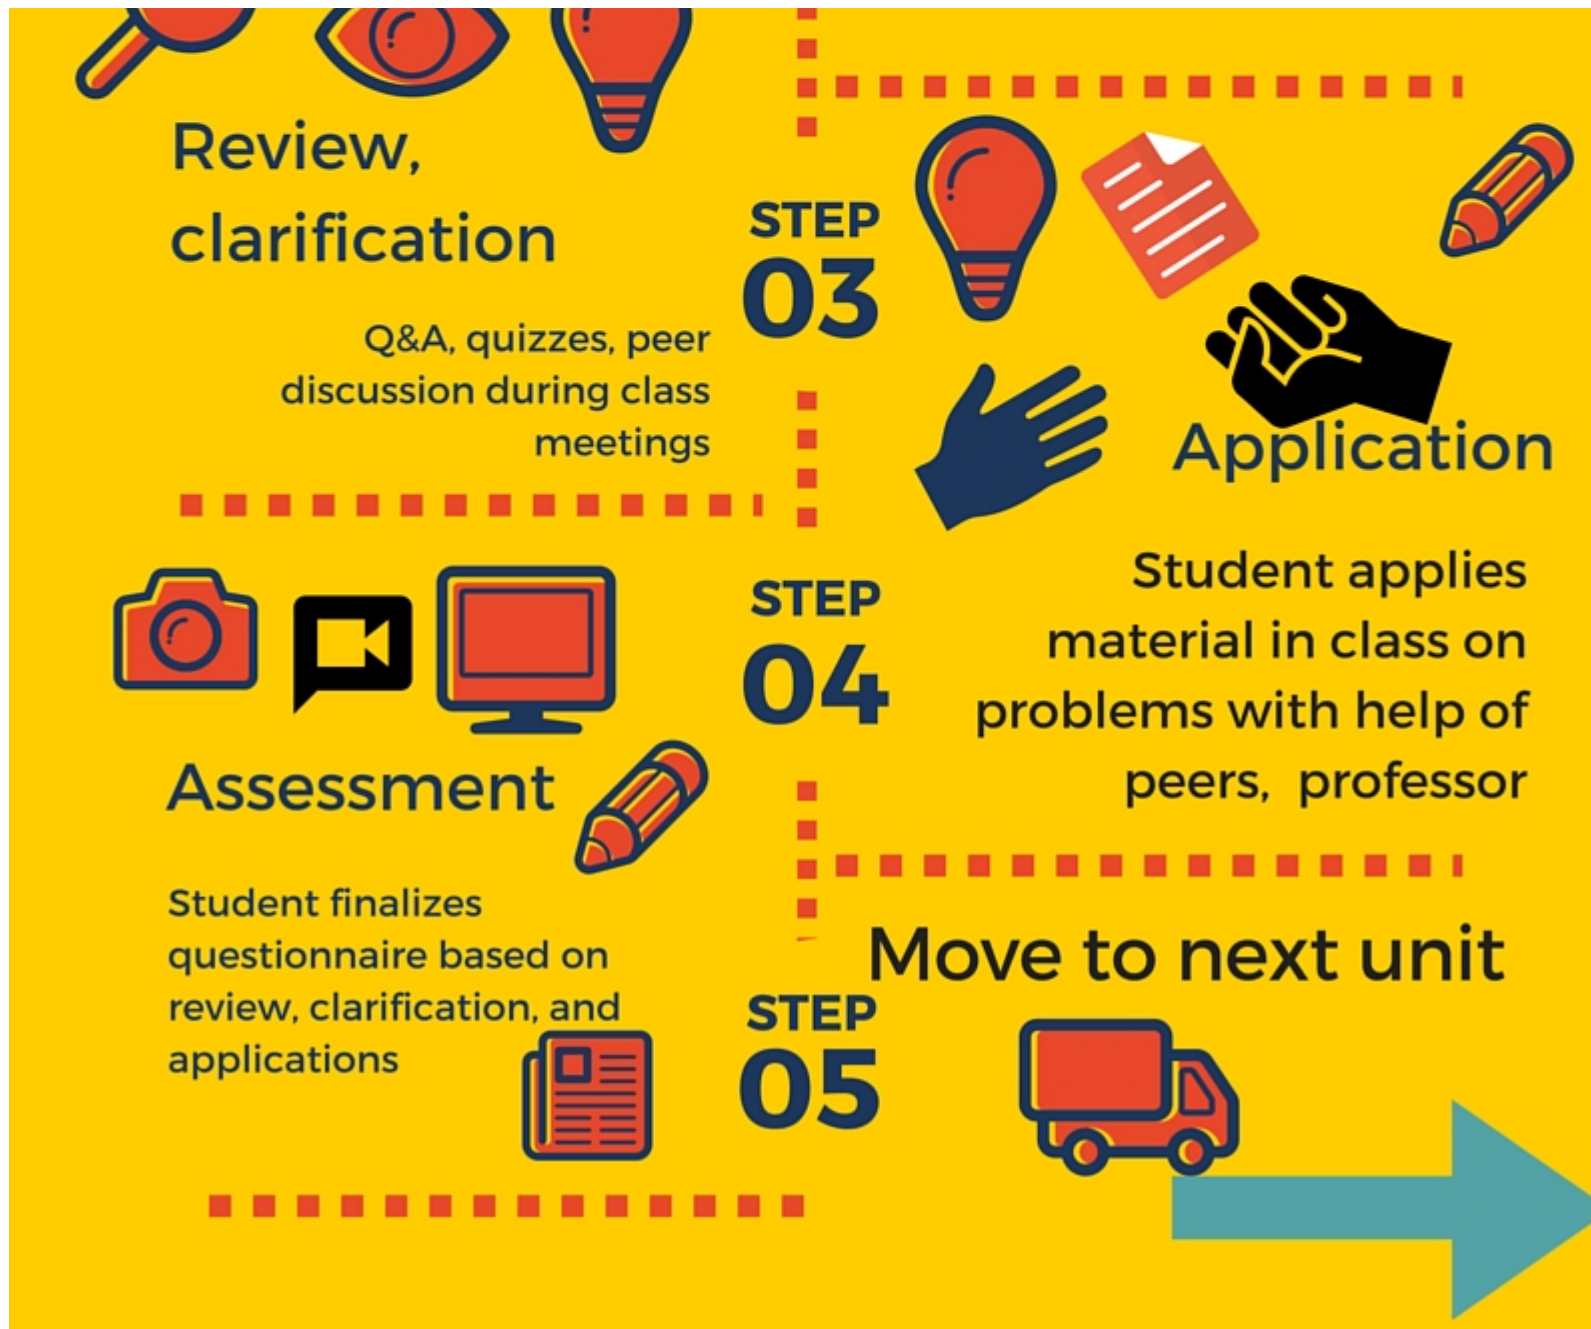 Review,
clarification
Q&A, quizzes, peer
discussion during class
meetings
STEP
03
Application
Student applies
material in class on
problems with help of
peers, professor
STEP
04
Assessment
Student finalizes
questionnaire based on
review, clarification, and
applications
STEP
05
Move to next unit